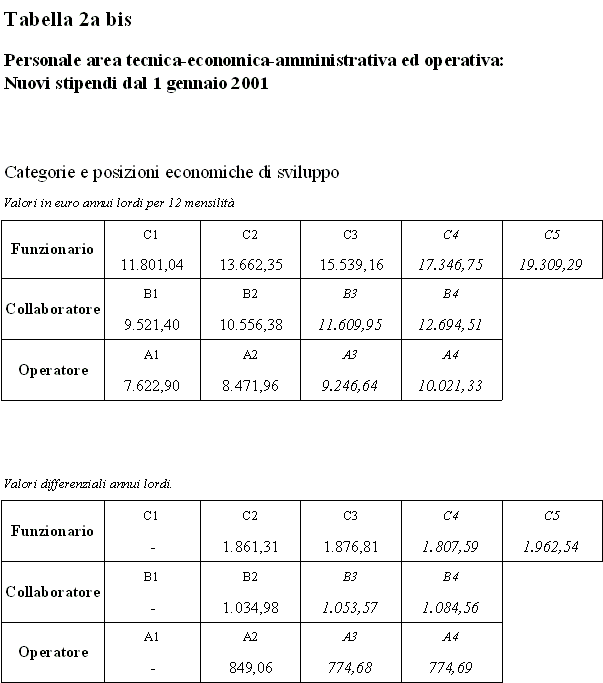 Tabella 2a bis
Personale area tecnica-economica-amministrativa ed operativa:
Nuovi stipendi dal 1 gennaio 2001
Categorie e posizioni economiche di sviluppo
Valori in euro annui lordi per 12 mensilità
Funzionario C1 C2 C3 C4 C5
11.801,04 13.662,35 15.539,16 17.346,75 19.309,29
Collaboratore B1 B2 B3 B4
9.521,40 10.556,38 11.609,95 12.694,51
Operatore A1 A2 A3 A4
7.622,90 8.471,96 9.246,64 10.021,33
Valori differenziali annui lordi.
Funzionario C1 C2 C3 C4 C5
- 1.861,31 1.876,81 1.807,59 1.962,54
Collaboratore B1 B2 B3 B4
- 1.034,98 1.053,57 1.084,56
Operatore A1 A2 A3 A4
- 849,06 774,68 774,69